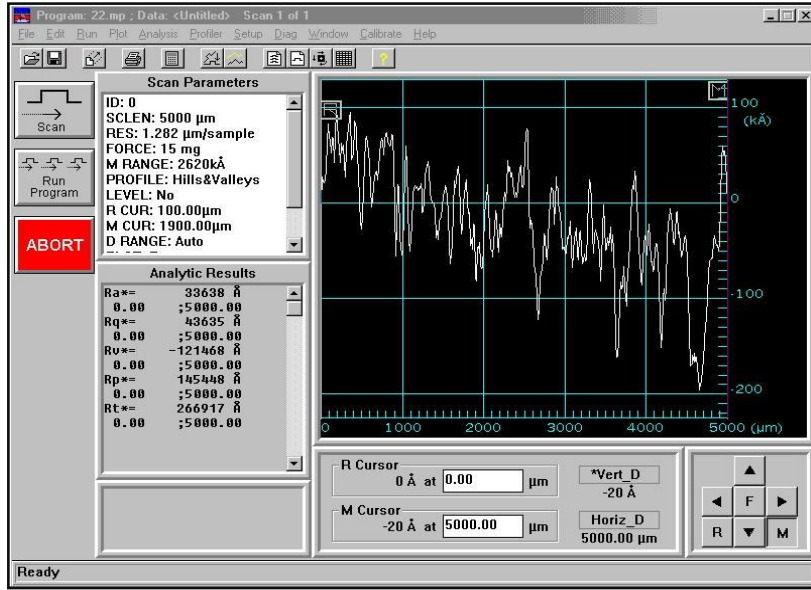 Program: 22.mp ; Data: <Untitled> Scan 1 of 1
File Edit Run Plot Analysis Profiler Setup Diag Window Calibrate Help
Scan
Run
Program
ABORT
Scan Parameters
ID: 0
SCLEN: 5000 µm
RES: 1.282 µm/sample
FORCE: 15 mg
M RANGE: 2620kÅ
PROFILE: Hills&Valleys
LEVEL: No
R CUR: 100.00µm
M CUR: 1900.00µm
D RANGE: Auto
Analytic Results
Ra*= 33638 Å
0.00 ;5000.00
Rq*= 43635 Å
0.00 ;5000.00
Rv*= -121468 Å
0.00 ;5000.00
Rp*= 145448 Å
0.00 ;5000.00
Rt*= 266917 Å
0.00 ;5000.00
R
M
100
(kÅ)
0
-100
-200
0 1000 2000 3000 4000 5000 (µm)
R Cursor
0 Å at 0.00 µm
*Vert_D
-20 Å
M Cursor
-20 Å at 5000.00 µm
Horiz_D
5000.00 µm
F
R M
Ready